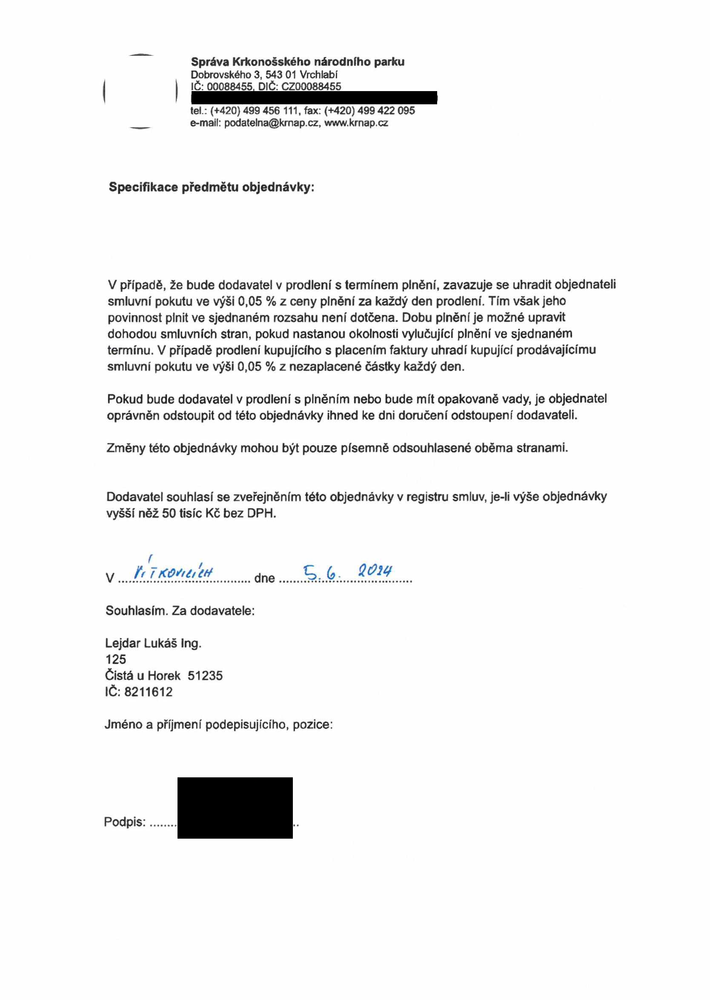 Správa Krkonošského národního parku
Dobrovského 3, 543 01 Vrchlabí
IČ: 00088455, DIČ: CZ00088455
tel.: (+420) 499 456 111, fax: (+420) 499 422 095
e-mail: podatelna@krnap.cz, www.krnap.cz
Specifikace předmětu objednávky:
V případě, že bude dodavatel v prodlení s termínem plnění, zavazuje se uhradit objednateli
smluvní pokutu ve výši 0,05 % z ceny plnění za každý den prodlení. Tím však jeho
povinnost plnit ve sjednaném rozsahu není dotčena. Dobu plnění je možné upravit
dohodou smluvních stran, pokud nastanou okolnosti vylučující plnění ve sjednaném
termínu. V případě prodlení kupujícího s placením faktury uhradí kupující prodávajícímu
smluvní pokutu ve výši 0,05 % z nezaplacené částky každý den.
Pokud bude dodavatel v prodlení s plněním nebo bude mít opakovaně vady, je objednatel
oprávněn odstoupit od této objednávky ihned ke dni doručení odstoupení dodavateli.
Změny této objednávky mohou být pouze písemně odsouhlasené oběma stranami.
Dodavatel souhlasí se zveřejněním této objednávky v registru smluv, je-li výše objednávky
vyšší něž 50 tisíc Kč bez DPH.
V ... VÍTKOVICÍCH ... dne ... 5. 6. 2024 ...
Souhlasím. Za dodavatele:
Lejdar Lukáš Ing.
125
Čistá u Horek 51235
IČ: 8211612
Jméno a příjmení podepisujícího, pozice:
Podpis: ........ ..